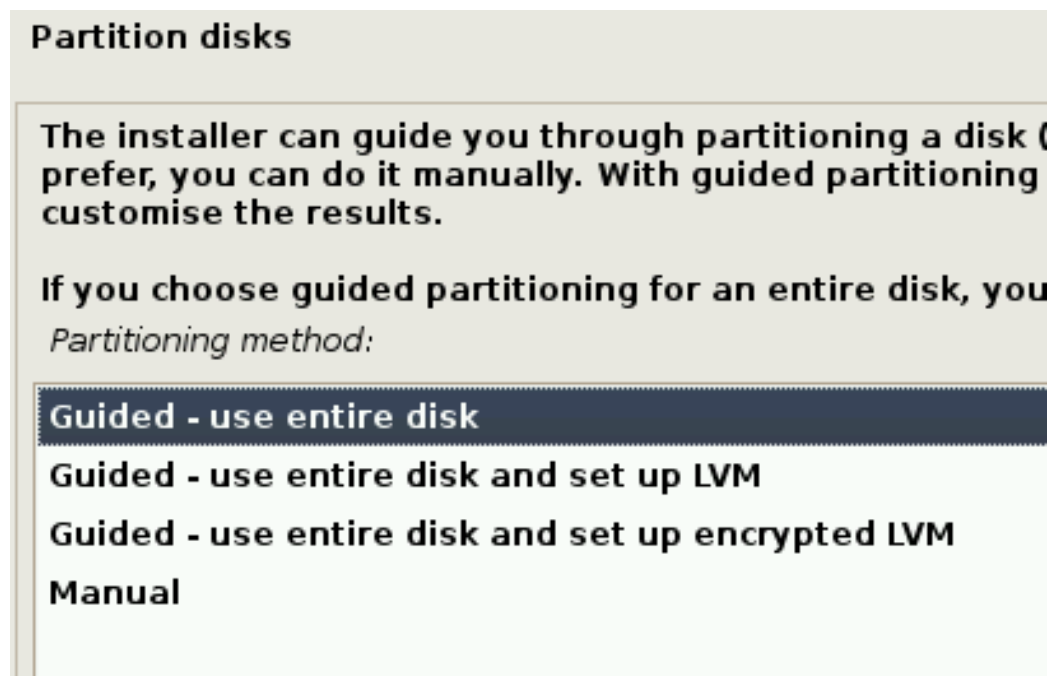 Partition disks
The installer can guide you through partitioning a disk (
prefer, you can do it manually. With guided partitioning
customise the results.
If you choose guided partitioning for an entire disk, you
Partitioning method:
Guided - use entire disk
Guided - use entire disk and set up LVM
Guided - use entire disk and set up encrypted LVM
Manual